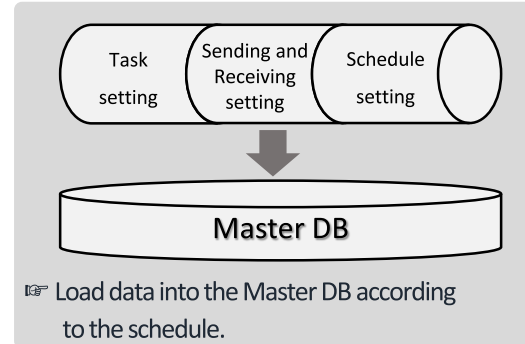 Task
setting
Sending and
Receiving
setting
Schedule
setting
Master DB
☞ Load data into the Master DB according
to the schedule.